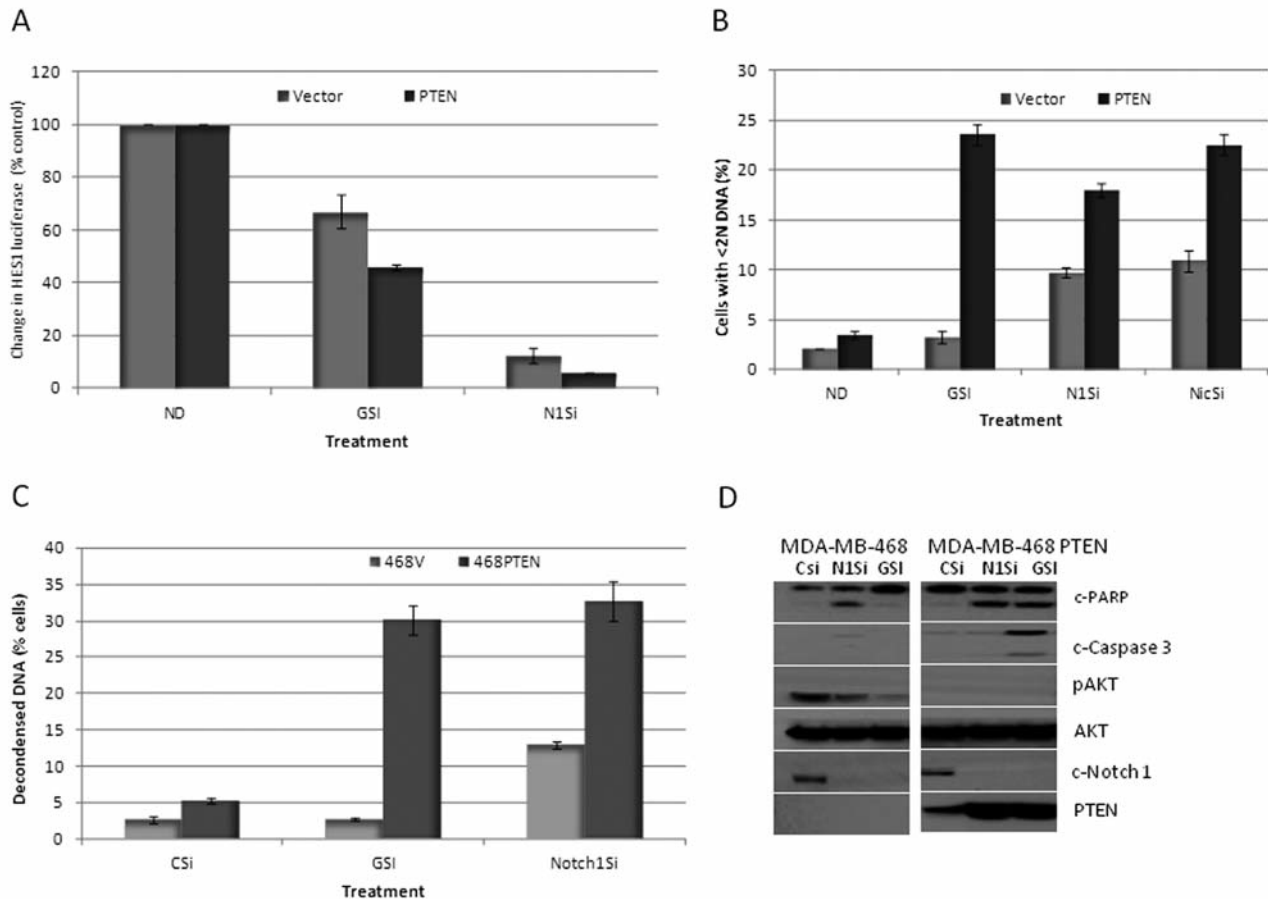 A
Change in HES1 luciferase (% control)
120
100
80
60
40
20
0
Vector
PTEN
ND
GSI
N1Si
Treatment
B
Cells with <2N DNA (%)
30
25
20
15
10
5
0
Vector
PTEN
ND
GSI
N1Si
NicSi
Treatment
C
Decondensed DNA (% cells)
40
35
30
25
20
15
10
5
0
468V
468PTEN
CSi
GSI
Notch1Si
Treatment
D
MDA-MB-468 MDA-MB-468 PTEN
Csi N1Si GSI CSi N1Si GSI
c-PARP
c-Caspase 3
pAKT
AKT
c-Notch 1
PTEN